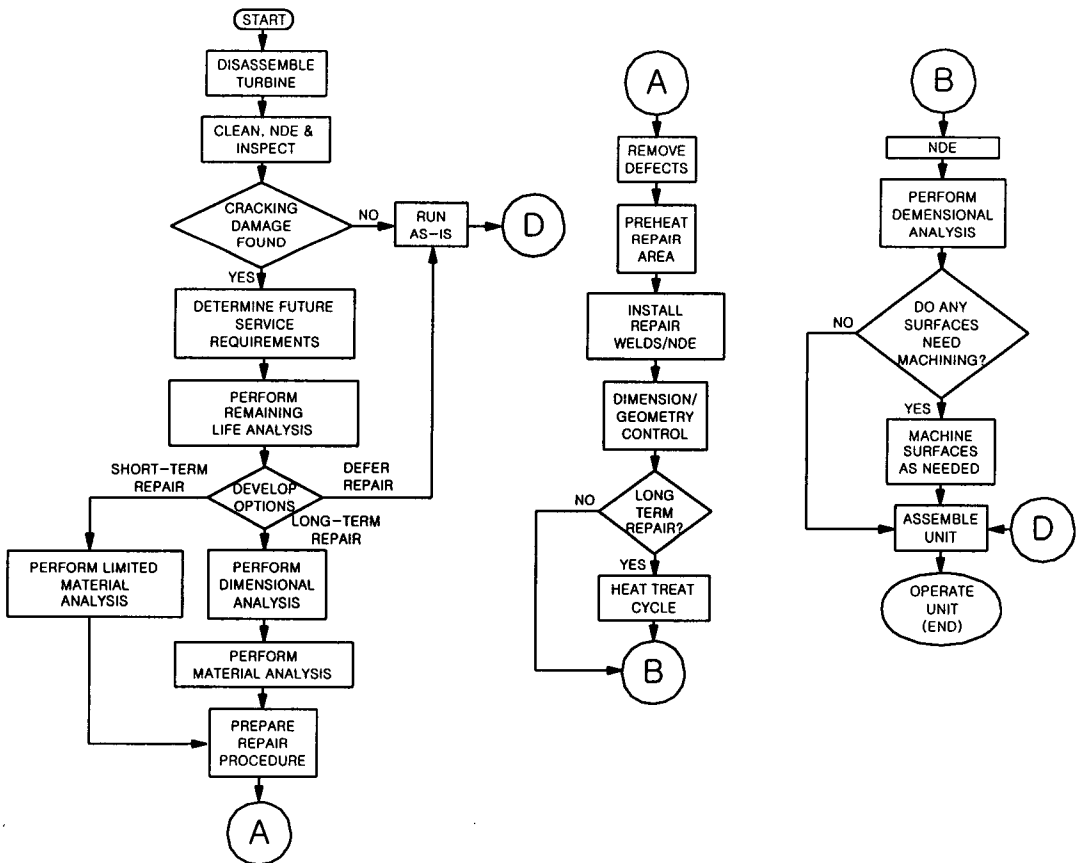 START
DISASSEMBLE
TURBINE
CLEAN, NDE &
INSPECT
CRACKING
DAMAGE
FOUND
NO
RUN
AS-IS
D
YES
DETERMINE FUTURE
SERVICE
REQUIREMENTS
PERFORM
REMAINING
LIFE ANALYSIS
SHORT-TERM
REPAIR
DEVELOP
OPTIONS
DEFER
REPAIR
LONG-TERM
REPAIR
PERFORM LIMITED
MATERIAL
ANALYSIS
PERFORM
DIMENSIONAL
ANALYSIS
PERFORM
MATERIAL ANALYSIS
PREPARE
REPAIR
PROCEDURE
A
A
REMOVE
DEFECTS
PREHEAT
REPAIR
AREA
INSTALL
REPAIR
WELDS/NDE
DIMENSION/
GEOMETRY
CONTROL
NO
LONG
TERM
REPAIR?
YES
HEAT TREAT
CYCLE
B
B
NDE
PERFORM
DEMENSIONAL
ANALYSIS
NO
DO ANY
SURFACES
NEED
MACHINING?
YES
MACHINE
SURFACES
AS NEEDED
ASSEMBLE
UNIT
D
OPERATE
UNIT
(END)